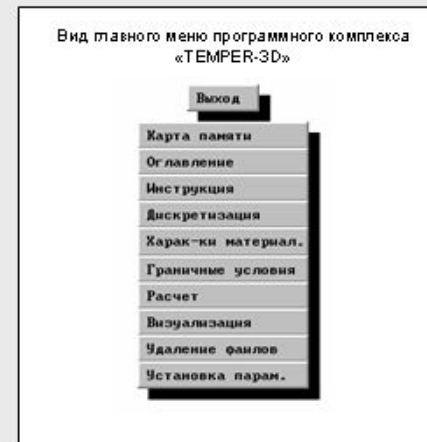 Вид главного меню программного комплекса
«TEMPER-3D»
Выход
Карта памяти
Оглавление
Инструкция
Дискретизация
Харак-ки материал.
Граничные условия
Расчет
Визуализация
Удаление фаилов
Установка парам.